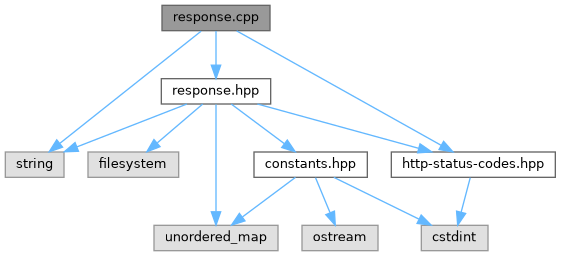 response.cpp
response.hpp
string
filesystem
constants.hpp
http-status-codes.hpp
unordered_map
ostream
cstdint